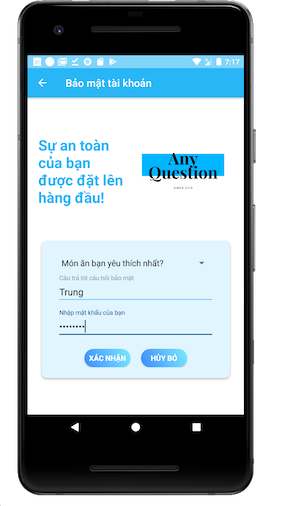 7:17
Bảo mật tài khoản
Sự an toàn
của bạn
được đặt lên
hàng đầu!
Any
Question
Món ăn bạn yêu thích nhất?
Câu trả lời câu hỏi bảo mật
Trung
Nhập mật khẩu của bạn
••••••••
XÁC NHẬN
HỦY BỎ